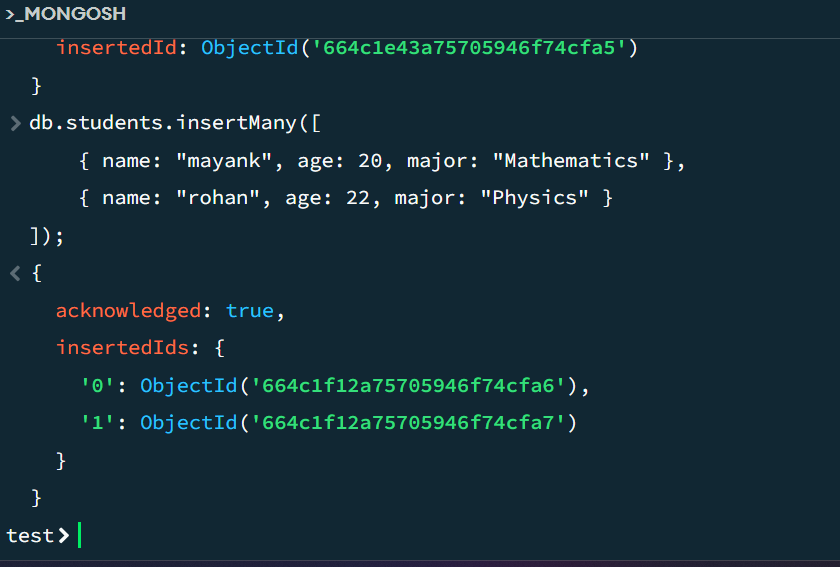 >_MONGOSH
insertedId: ObjectId('664c1e43a75705946f74cfa5')
}
> db.students.insertMany([
{ name: "mayank", age: 20, major: "Mathematics" },
{ name: "rohan", age: 22, major: "Physics" }
]);
< {
acknowledged: true,
insertedIds: {
'0': ObjectId('664c1f12a75705946f74cfa6'),
'1': ObjectId('664c1f12a75705946f74cfa7')
}
}
test>